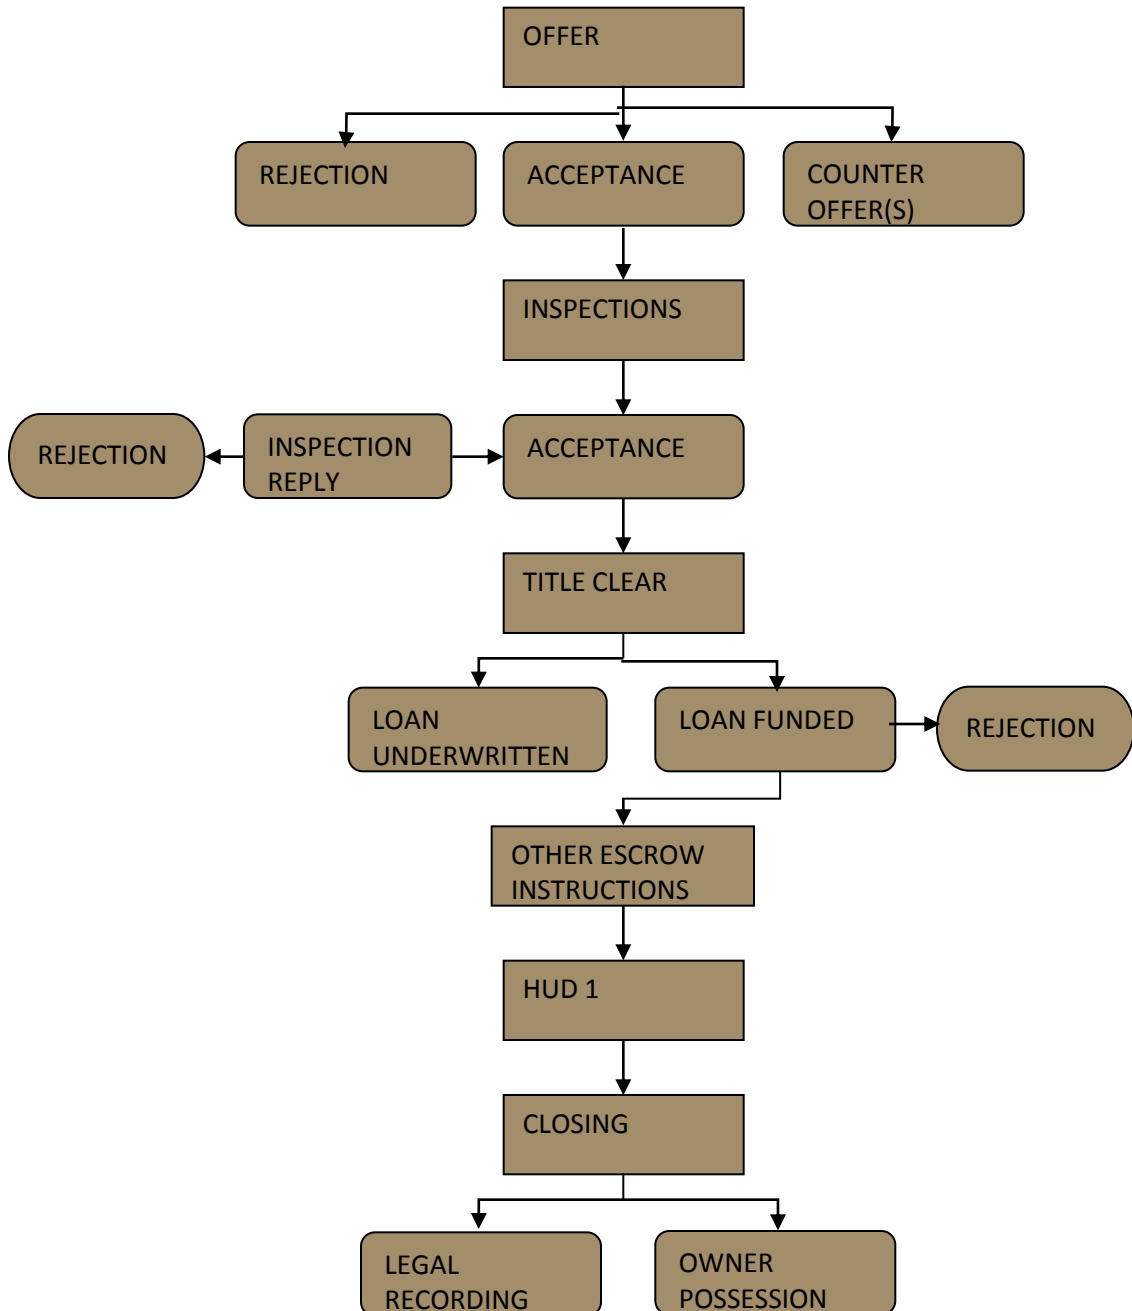 OFFER
REJECTION
ACCEPTANCE
COUNTER
OFFER(S)
INSPECTIONS
REJECTION
INSPECTION
REPLY
ACCEPTANCE
TITLE CLEAR
LOAN
UNDERWRITTEN
LOAN FUNDED
REJECTION
OTHER ESCROW
INSTRUCTIONS
HUD 1
CLOSING
LEGAL
RECORDING
OWNER
POSSESSION